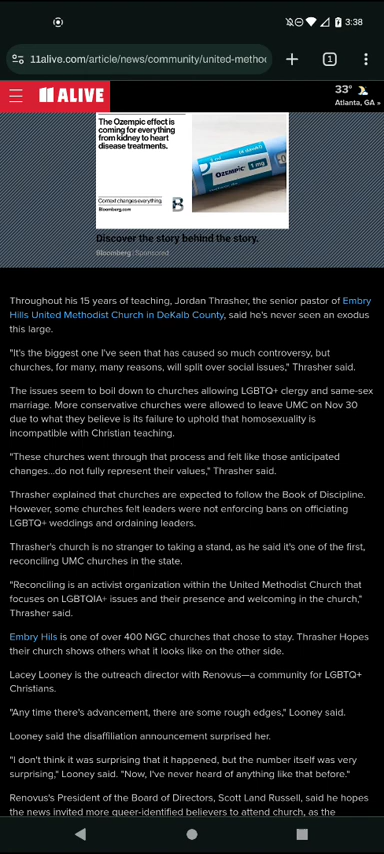 3:38
11alive.com/article/news/community/united-method
1
11 ALIVE
33°
Atlanta, GA »
The Ozempic effect is
coming for everything
from kidney to heart
disease treatments.
Context changes everything.
Bloomberg.com
B
OZEMPIC 1 mg
Discover the story behind the story.
Bloomberg | Sponsored
Throughout his 15 years of teaching, Jordan Thrasher, the senior pastor of Embry
Hills United Methodist Church in DeKalb County, said he's never seen an exodus
this large.
"It's the biggest one I've seen that has caused so much controversy, but
churches, for many, many reasons, will split over social issues," Thrasher said.
The issues seem to boil down to churches allowing LGBTQ+ clergy and same-sex
marriage. More conservative churches were allowed to leave UMC on Nov 30
due to what they believe is its failure to uphold that homosexuality is
incompatible with Christian teaching.
"These churches went through that process and felt like those anticipated
changes...do not fully represent their values," Thrasher said.
Thrasher explained that churches are expected to follow the Book of Discipline.
However, some churches felt leaders were not enforcing bans on officiating
LGBTQ+ weddings and ordaining leaders.
Thrasher's church is no stranger to taking a stand, as he said it's one of the first,
reconciling UMC churches in the state.
"Reconciling is an activist organization within the United Methodist Church that
focuses on LGBTQIA+ issues and their presence and welcoming in the church,"
Thrasher said.
Embry Hils is one of over 400 NGC churches that chose to stay. Thrasher Hopes
their church shows others what it looks like on the other side.
Lacey Looney is the outreach director with Renovus—a community for LGBTQ+
Christians.
"Any time there's advancement, there are some rough edges," Looney said.
Looney said the disaffiliation announcement surprised her.
"I don't think it was surprising that it happened, but the number itself was very
surprising," Looney said. "Now, I've never heard of anything like that before."
Renovus's President of the Board of Directors, Scott Land Russell, said he hopes
the news invited more queer-identified believers to attend church, as the